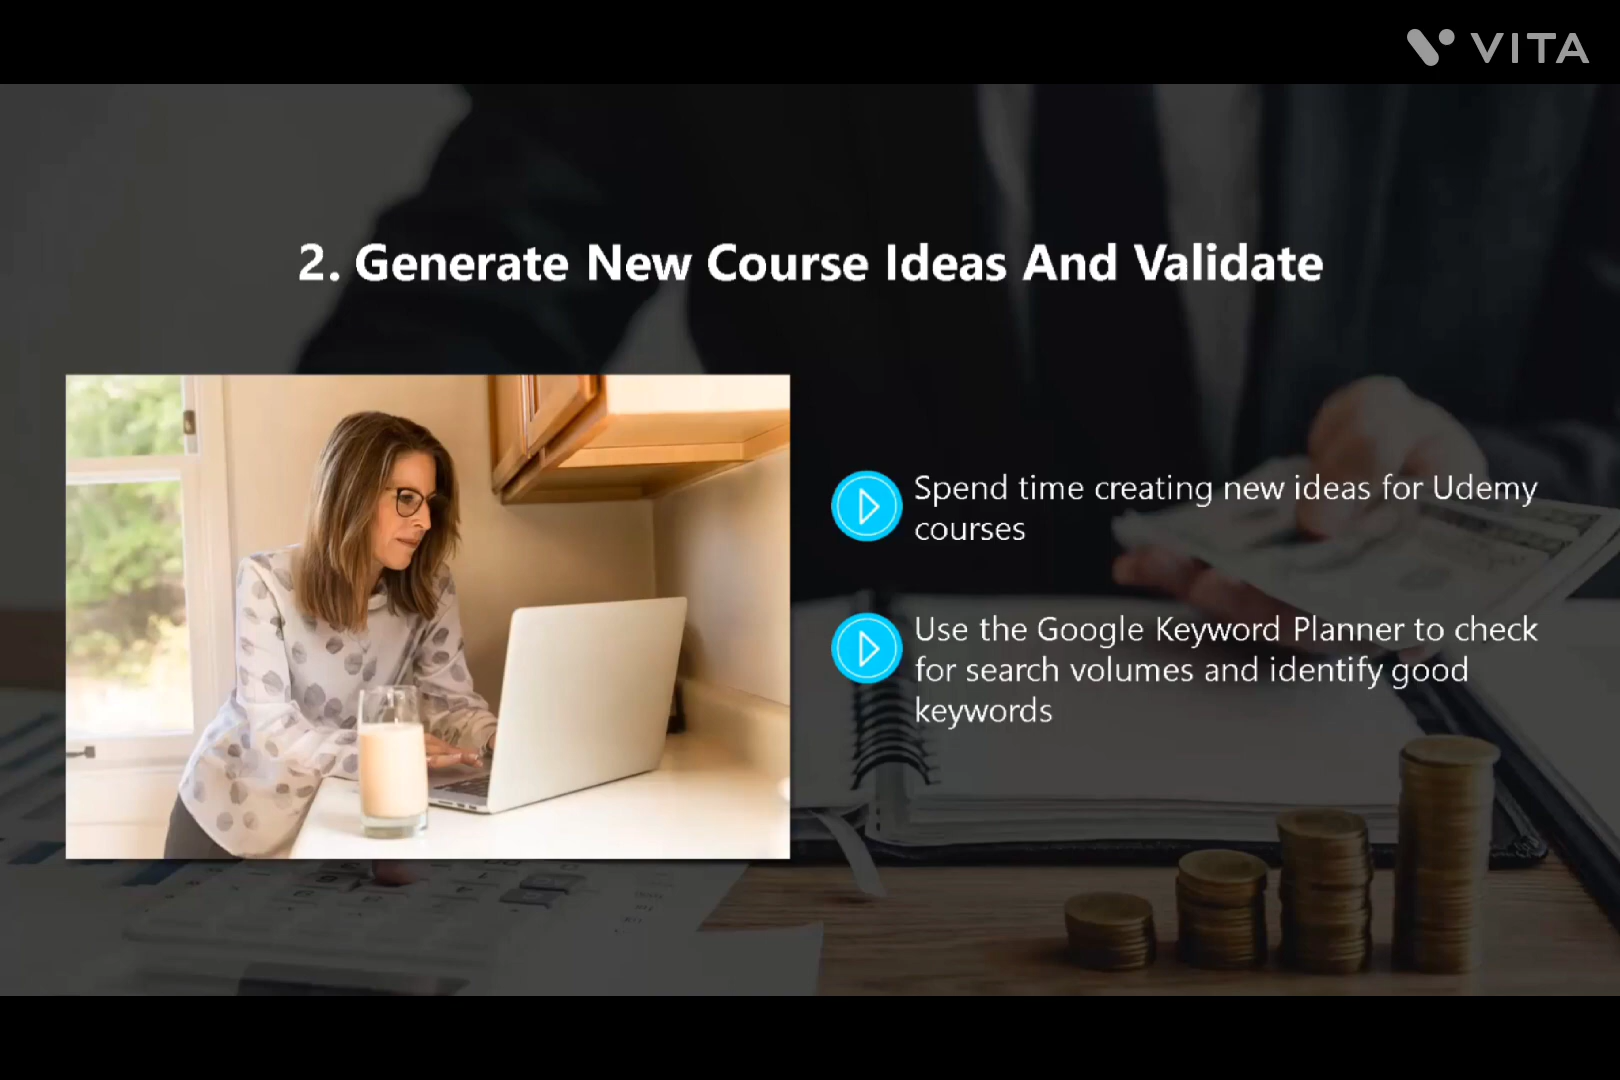 VITA
2. Generate New Course Ideas And Validate
Spend time creating new ideas for Udemy
courses
Use the Google Keyword Planner to check
for search volumes and identify good
keywords